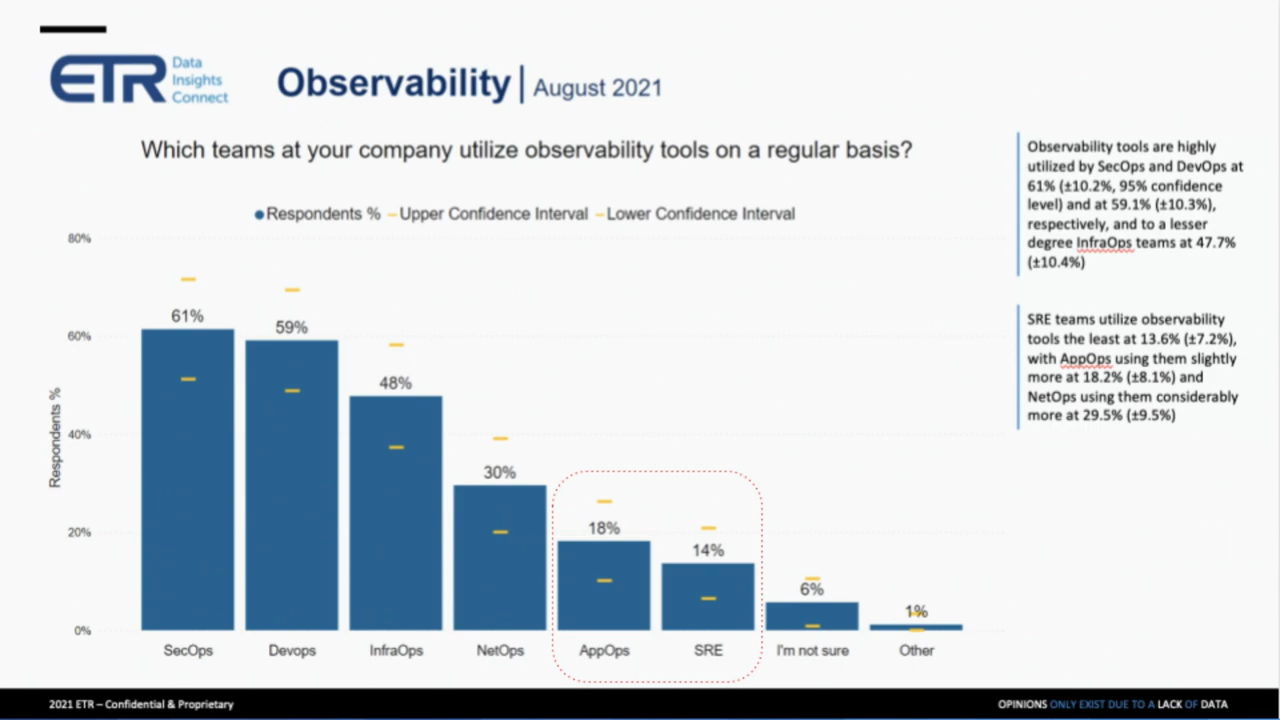 ETR Data
Insights
Connect
Observability | August 2021
Which teams at your company utilize observability tools on a regular basis?
Respondents % Upper Confidence Interval Lower Confidence Interval
80%
60%
40%
20%
0%
Respondents %
61%
59%
48%
30%
18%
14%
6%
1%
SecOps Devops InfraOps NetOps AppOps SRE I'm not sure Other
Observability tools are highly
utilized by SecOps and DevOps at
61% (±10.2%, 95% confidence
level) and at 59.1% (±10.3%),
respectively, and to a lesser
degree InfraOps teams at 47.7%
(±10.4%)
SRE teams utilize observability
tools the least at 13.6% (±7.2%),
with AppOps using them slightly
more at 18.2% (±8.1%) and
NetOps using them considerably
more at 29.5% (±9.5%)
2021 ETR – Confidential & Proprietary
OPINIONS ONLY EXIST DUE TO A LACK OF DATA